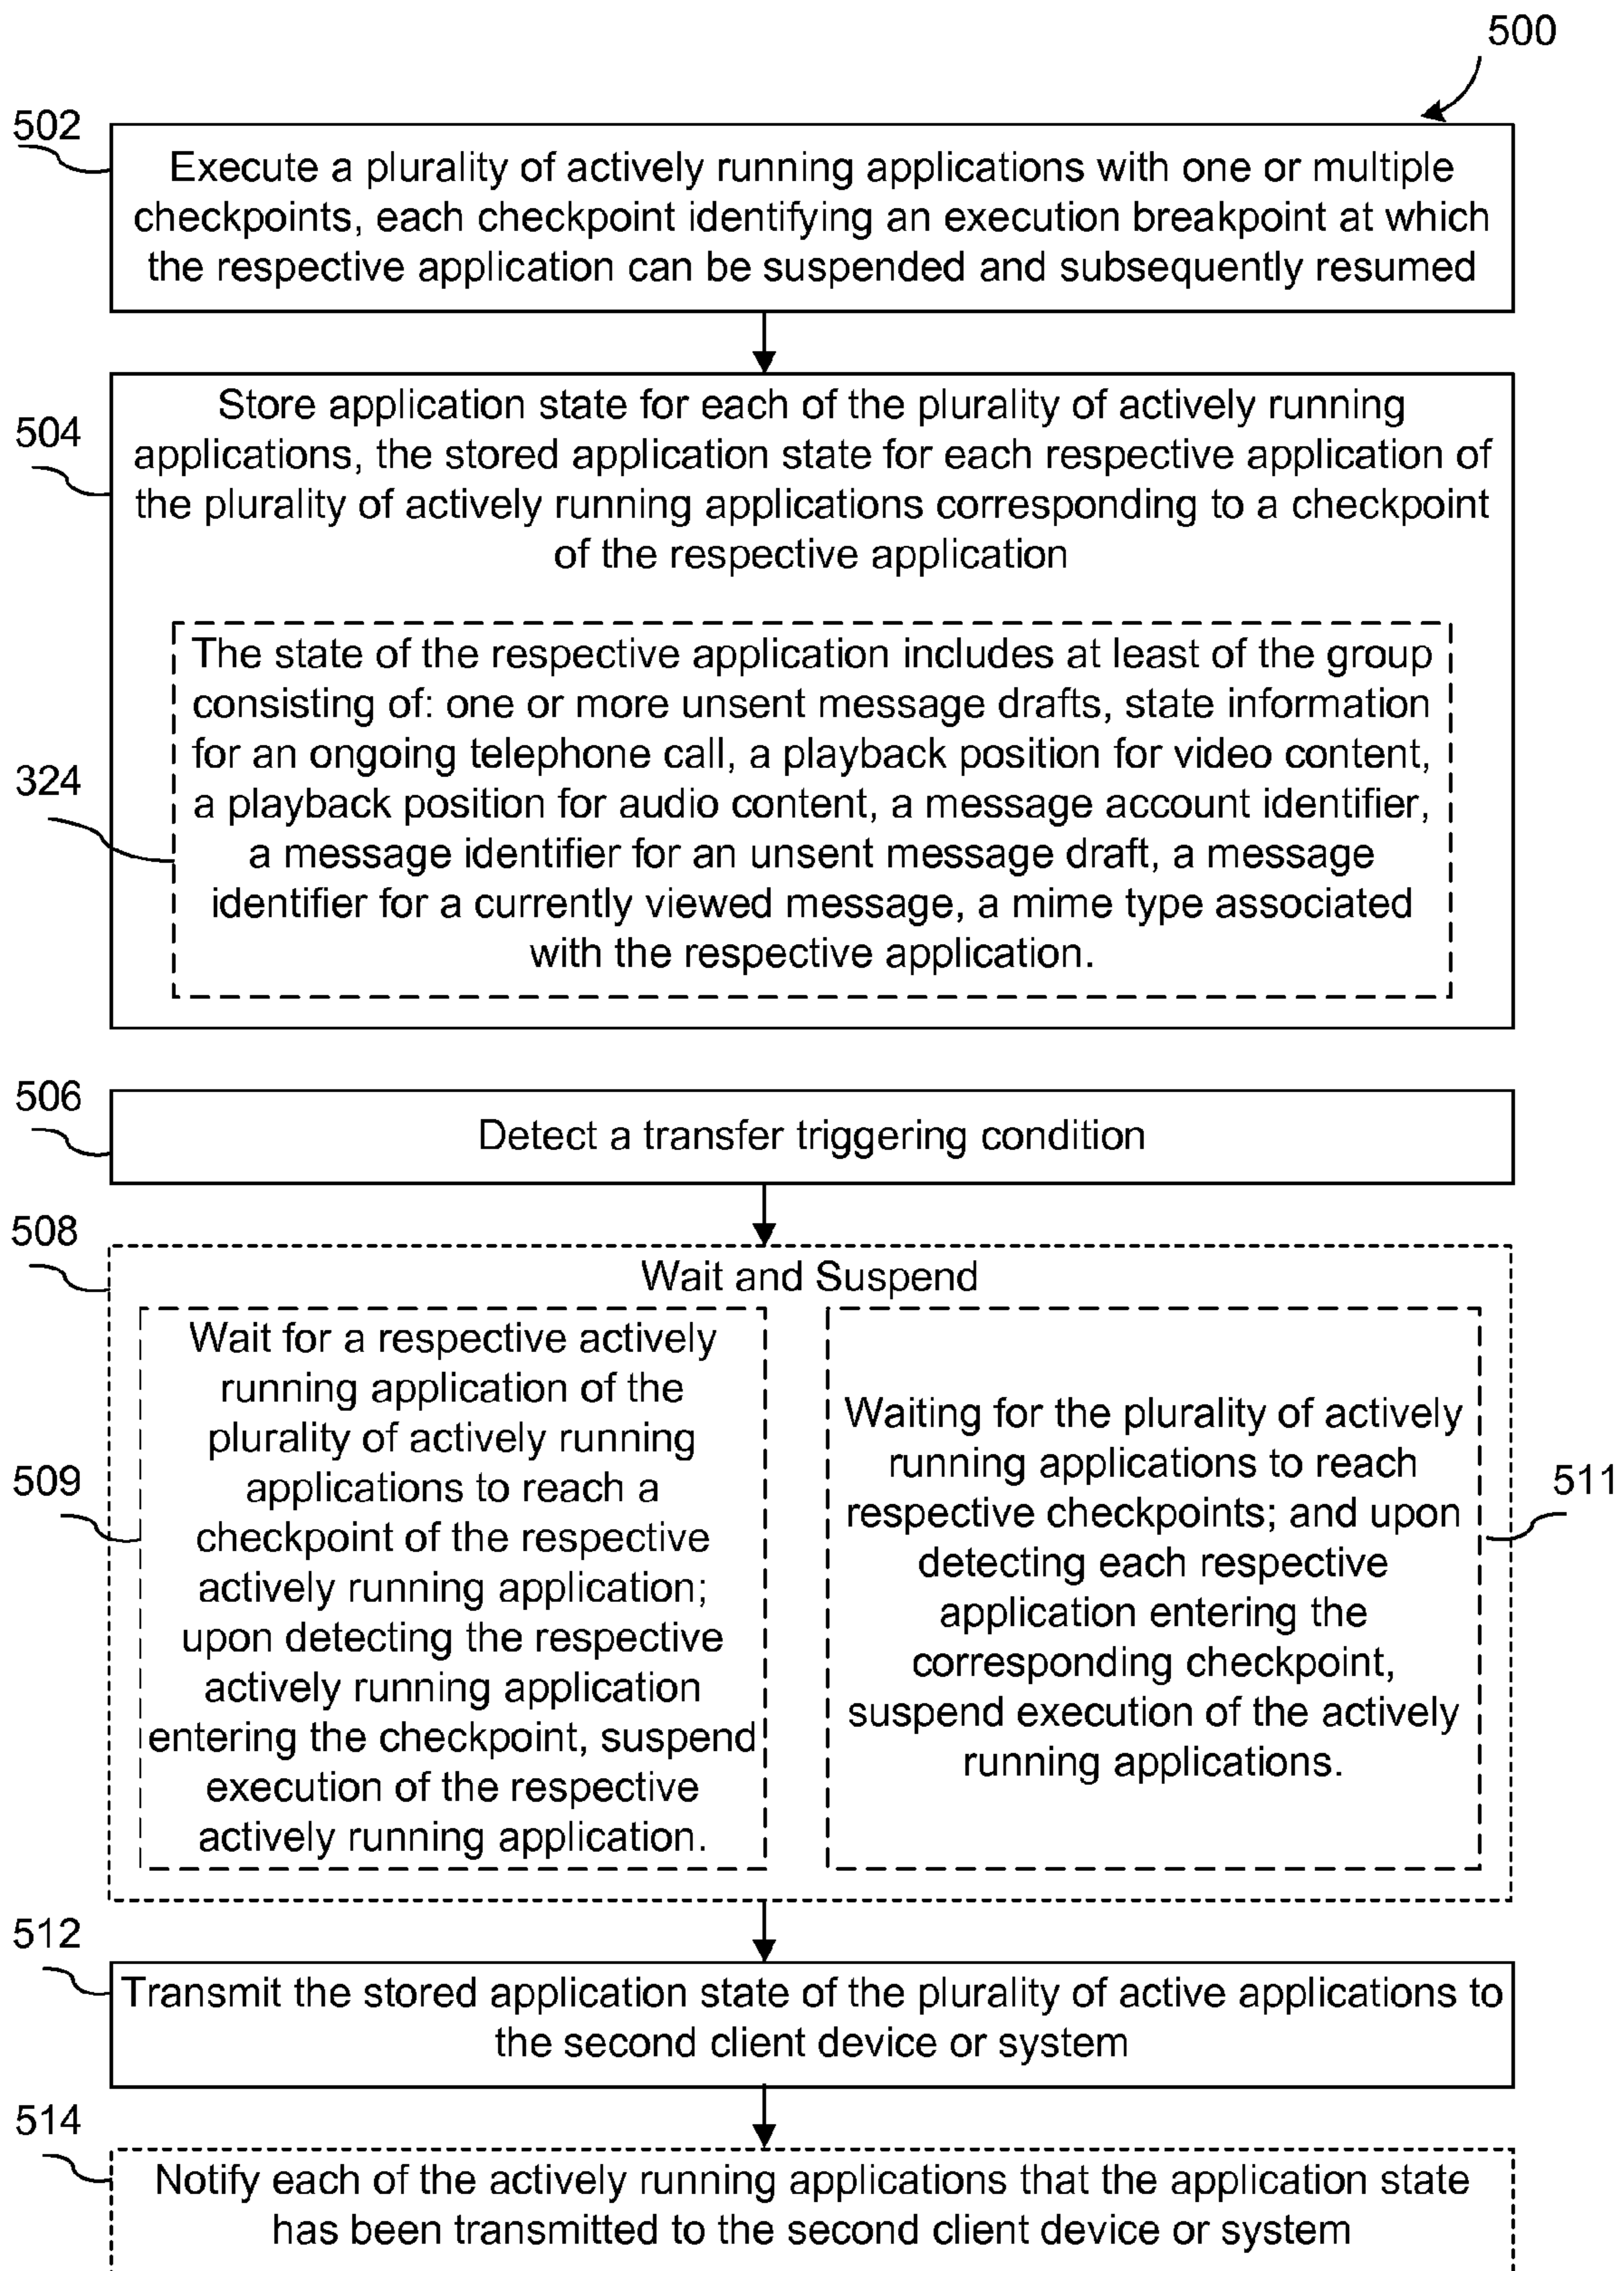 500
502
Execute a plurality of actively running applications with one or multiple
checkpoints, each checkpoint identifying an execution breakpoint at which
the respective application can be suspended and subsequently resumed
504
Store application state for each of the plurality of actively running
applications, the stored application state for each respective application of
the plurality of actively running applications corresponding to a checkpoint
of the respective application
324
The state of the respective application includes at least of the group
consisting of: one or more unsent message drafts, state information
for an ongoing telephone call, a playback position for video content,
a playback position for audio content, a message account identifier,
a message identifier for an unsent message draft, a message
identifier for a currently viewed message, a mime type associated
with the respective application.
506
Detect a transfer triggering condition
508
Wait and Suspend
509
Wait for a respective actively
running application of the
plurality of actively running
applications to reach a
checkpoint of the respective
actively running application;
upon detecting the respective
actively running application
entering the checkpoint, suspend
execution of the respective
actively running application.
511
Waiting for the plurality of actively
running applications to reach
respective checkpoints; and upon
detecting each respective
application entering the
corresponding checkpoint,
suspend execution of the actively
running applications.
512
Transmit the stored application state of the plurality of active applications to
the second client device or system
514
Notify each of the actively running applications that the application state
has been transmitted to the second client device or system